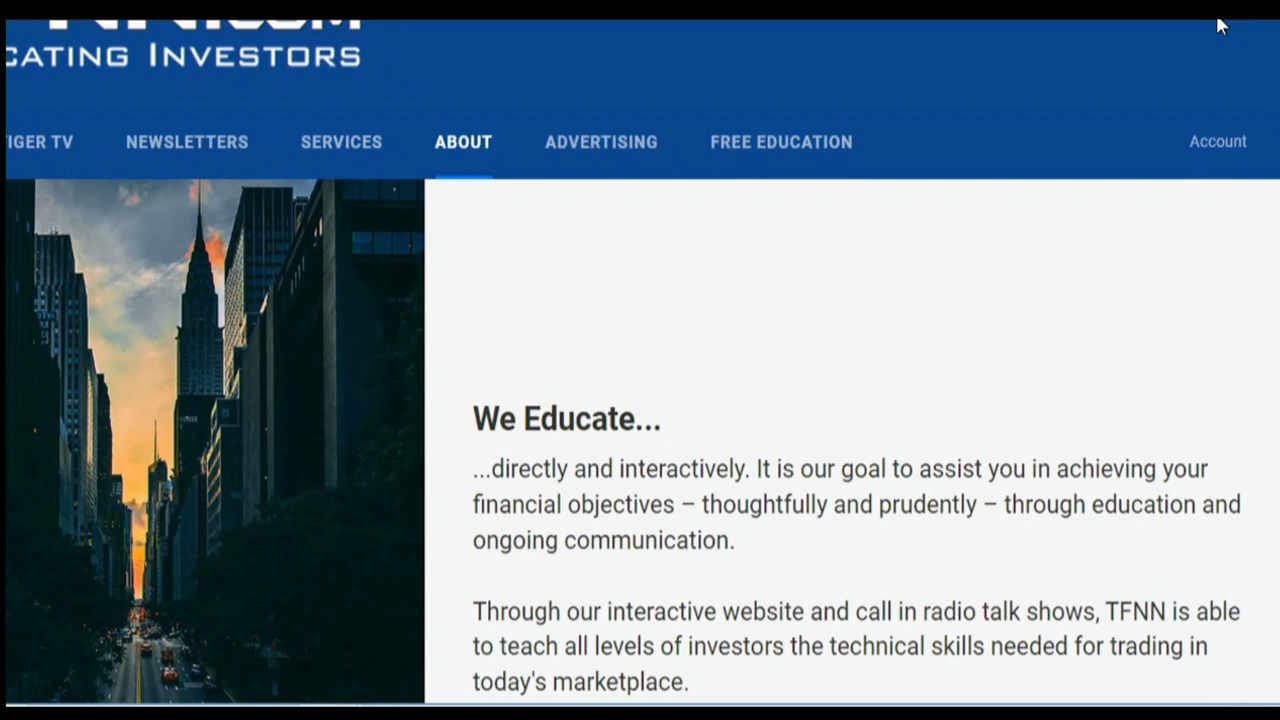 INVESTORS
NEWSLETTERS
SERVICES
ABOUT
ADVERTISING
FREE EDUCATION
Account
We Educate...
...directly and interactively. It is our goal to assist you in achieving your
financial objectives – thoughtfully and prudently – through education and
ongoing communication.
Through our interactive website and call in radio talk shows, TFNN is able
to teach all levels of investors the technical skills needed for trading in
today's marketplace.